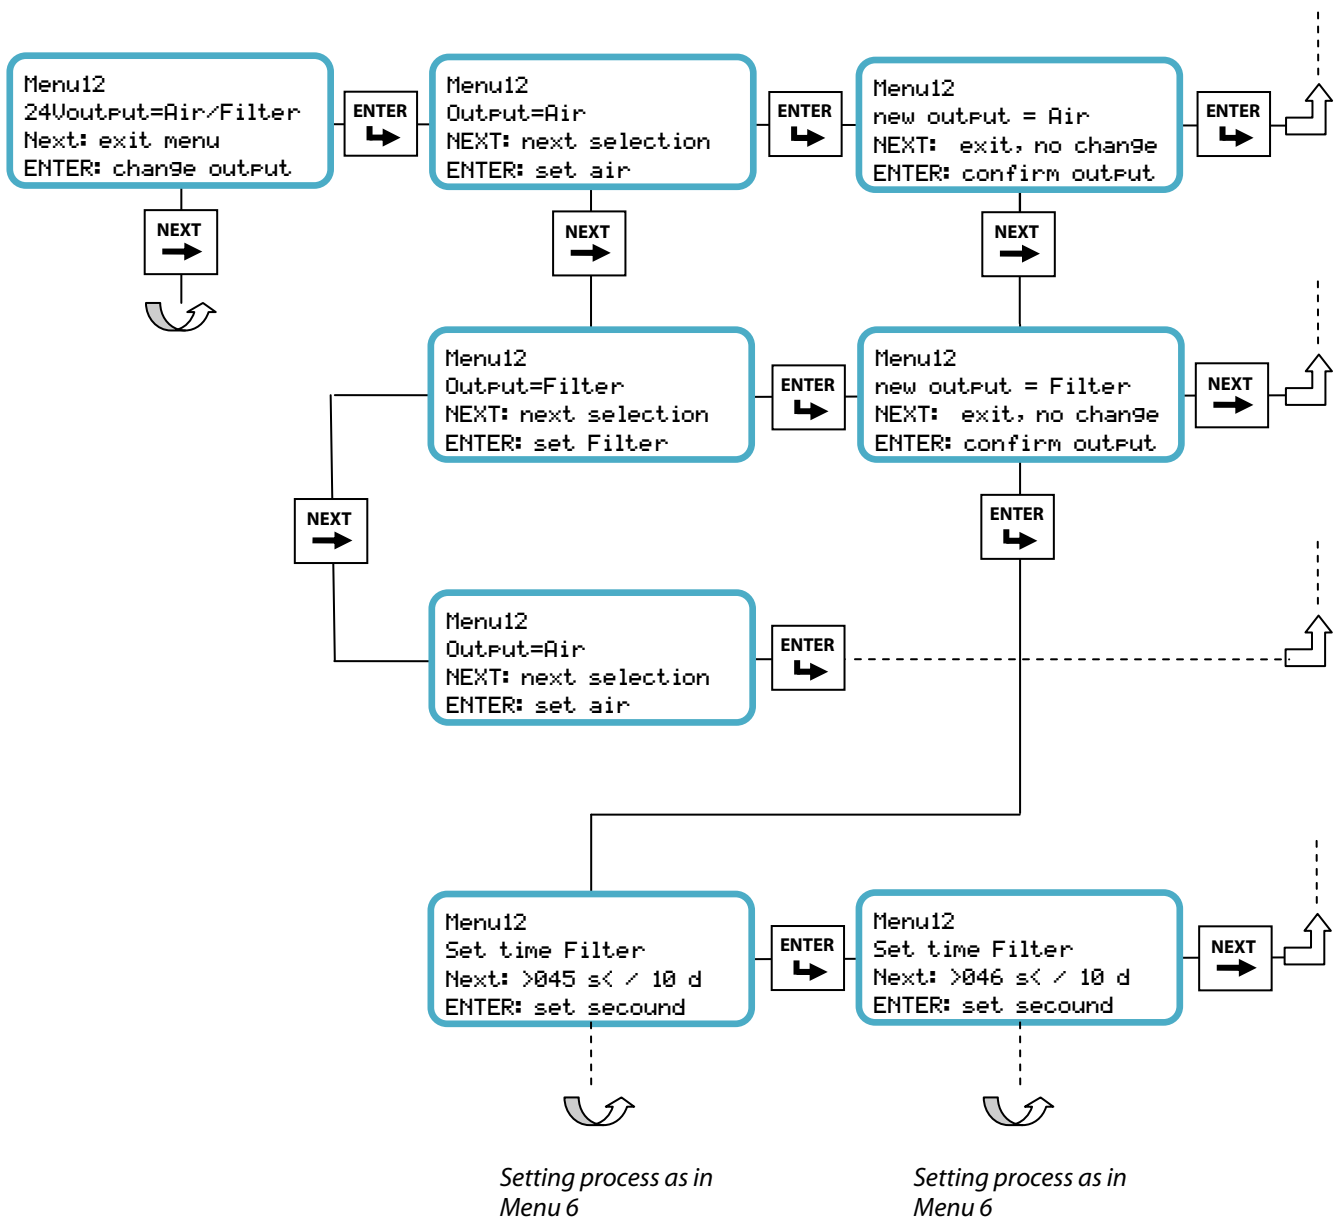 Menu12
24Voutput=Air/Filter
Next: exit menu
ENTER: change output
ENTER
Menu12
Output=Air
NEXT: next selection
ENTER: set air
ENTER
Menu12
new output = Air
NEXT: exit, no change
ENTER: confirm output
ENTER
NEXT
NEXT
NEXT
Menu12
Output=Filter
NEXT: next selection
ENTER: set Filter
ENTER
Menu12
new output = Filter
NEXT: exit, no change
ENTER: confirm output
NEXT
NEXT
ENTER
Menu12
Output=Air
NEXT: next selection
ENTER: set air
ENTER
Menu12
Set time Filter
Next: >045 s< / 10 d
ENTER: set secound
ENTER
Menu12
Set time Filter
Next: >046 s< / 10 d
ENTER: set secound
NEXT
Setting process as in
Menu 6
Setting process as in
Menu 6